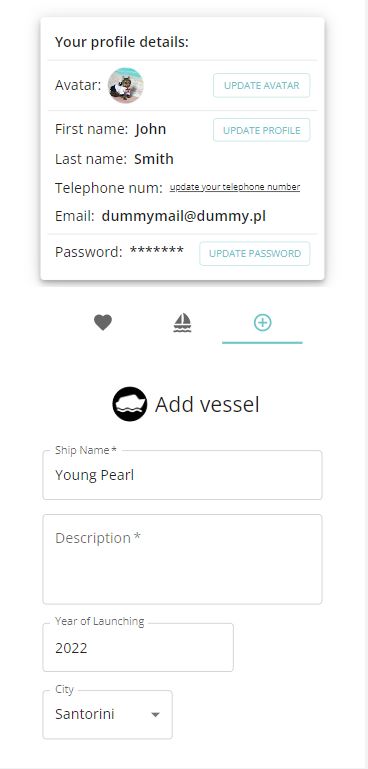 Your profile details:
Avatar: UPDATE AVATAR
First name: John UPDATE PROFILE
Last name: Smith
Telephone num: update your telephone number
Email: dummymail@dummy.pl
Password: ******* UPDATE PASSWORD
Add vessel
Ship Name *
Young Pearl
Description *
Year of Launching
2022
City
Santorini